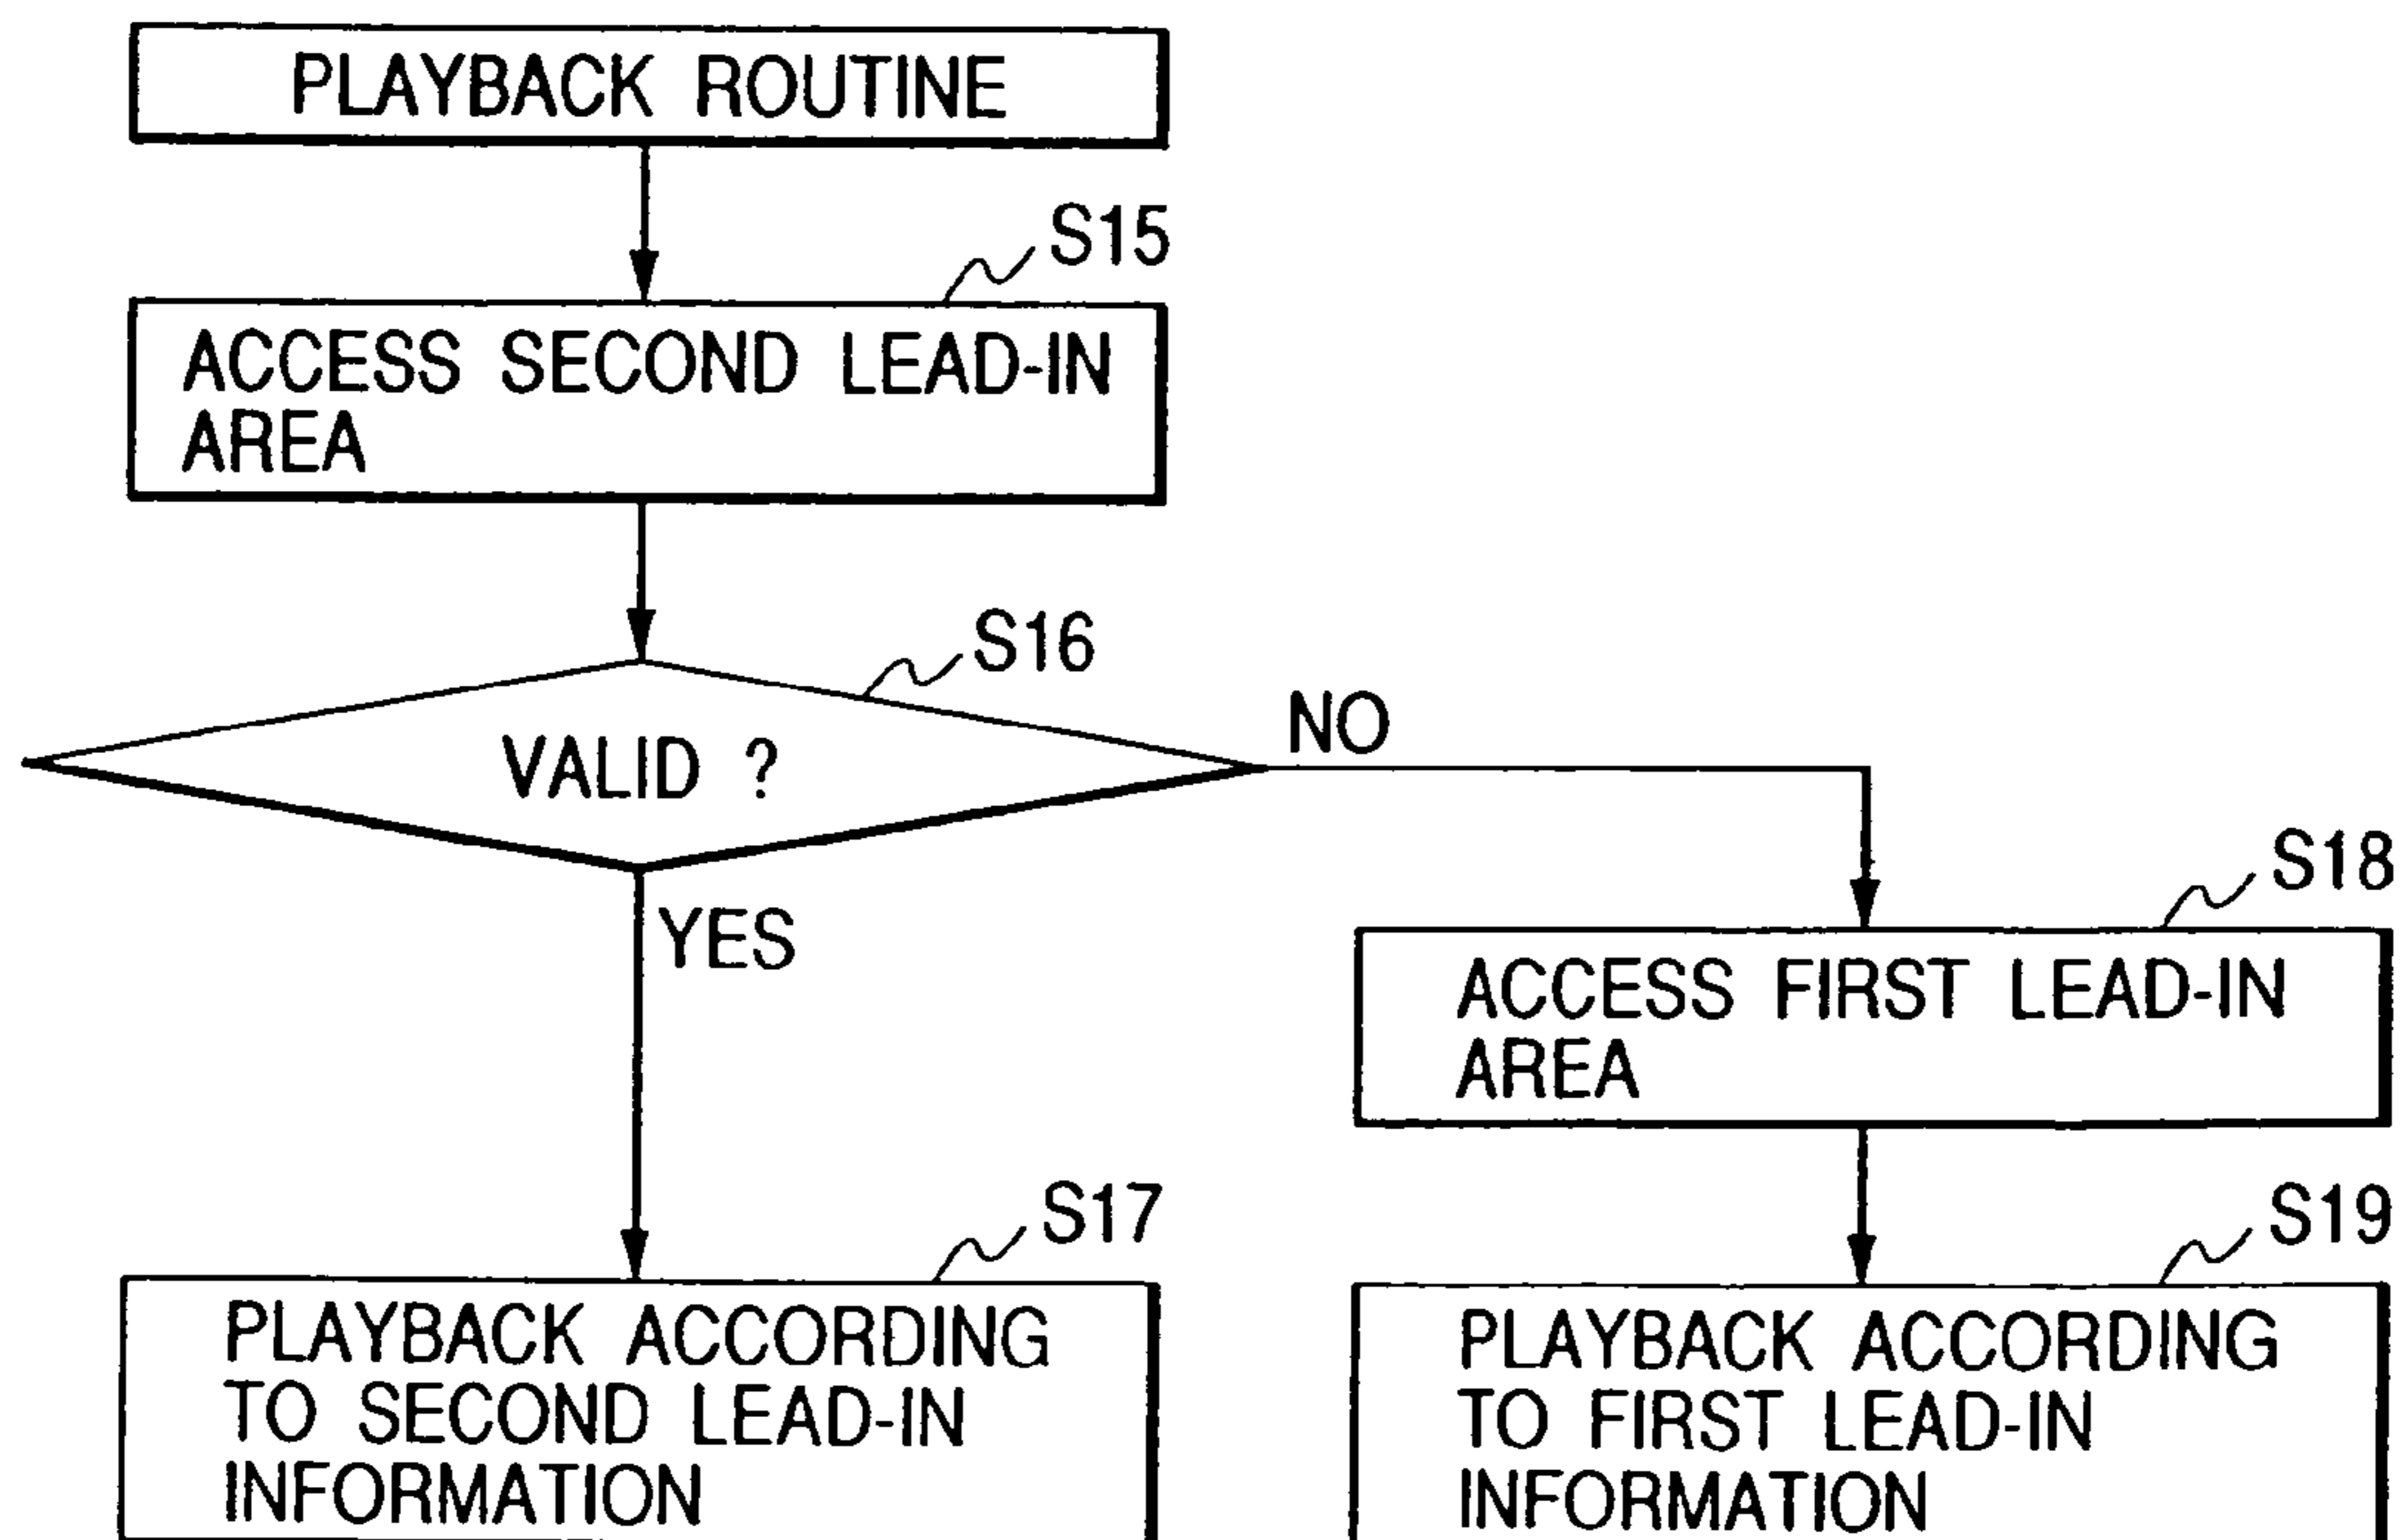 PLAYBACK ROUTINE
S15
ACCESS SECOND LEAD-IN
AREA
S16
VALID ?
NO
YES
S18
ACCESS FIRST LEAD-IN
AREA
S17
PLAYBACK ACCORDING
TO SECOND LEAD-IN
INFORMATION
S19
PLAYBACK ACCORDING
TO FIRST LEAD-IN
INFORMATION